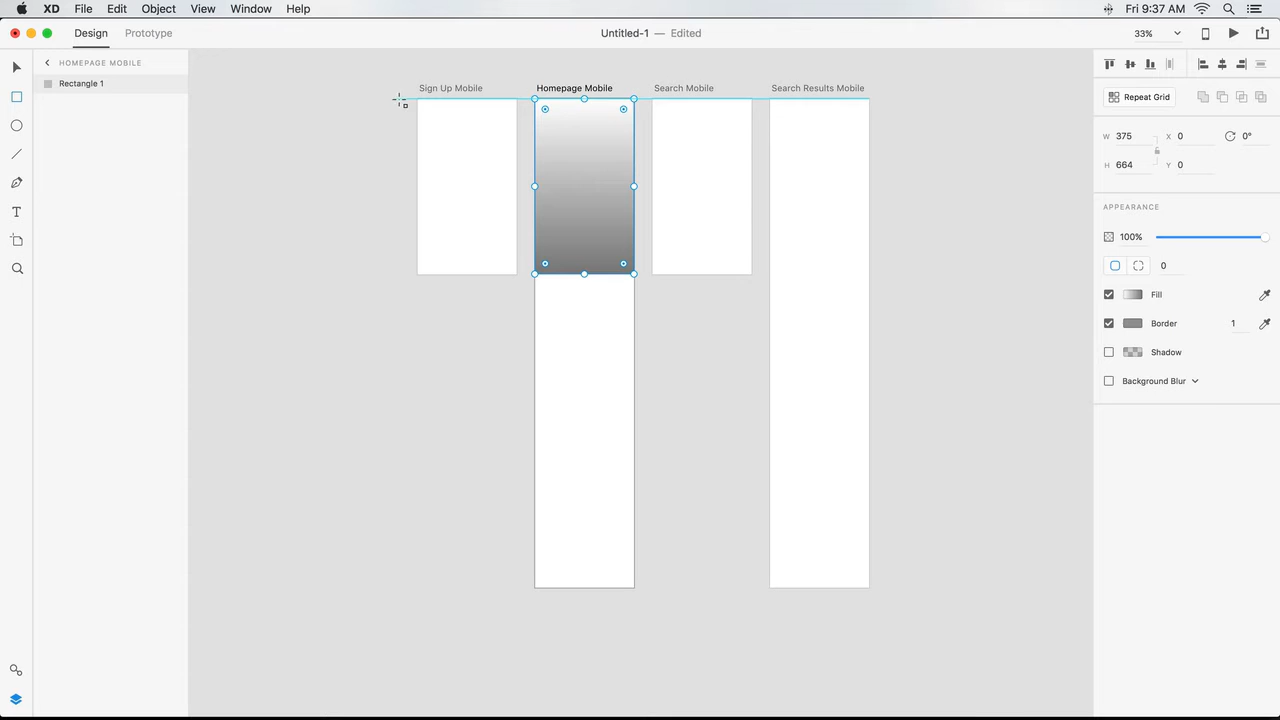 XD File Edit Object View Window Help Fri 9:37 AM
Design Prototype Untitled-1 — Edited 33%
HOMEPAGE MOBILE
Rectangle 1
Sign Up Mobile Homepage Mobile Search Mobile Search Results Mobile
Repeat Grid
W 375 X 0 0°
H 664 Y 0
APPEARANCE
100%
0
Fill
Border 1
Shadow
Background Blur
T